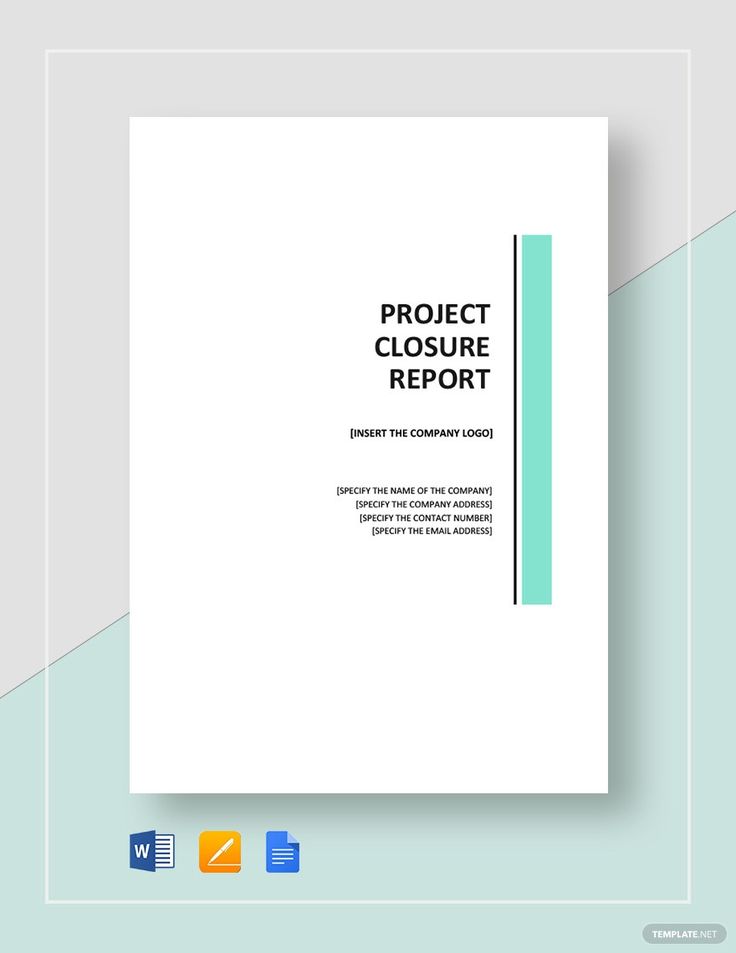 PROJECT
CLOSURE
REPORT
[INSERT THE COMPANY LOGO]
[SPECIFY THE NAME OF THE COMPANY]
[SPECIFY THE COMPANY ADDRESS]
[SPECIFY THE CONTACT NUMBER]
[SPECIFY THE EMAIL ADDRESS]
W
TEMPLATE.NET